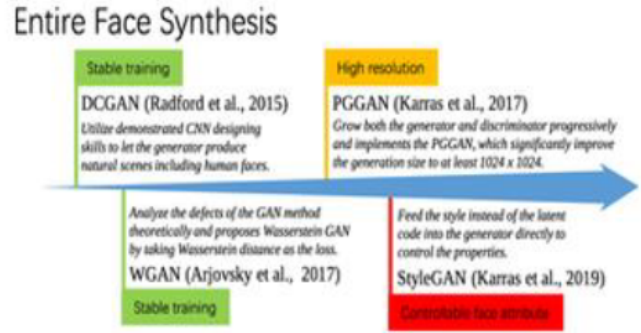 Entire Face Synthesis
Stable training
DCGAN (Radford et al., 2015)
Utilize demonstrated CNN designing
skills to let the generator produce
natural scenes including human faces.
High resolution
PGGAN (Karras et al., 2017)
Grow both the generator and discriminator progressively
and implements the PGGAN, which significantly improve
the generation size to at least 1024 x 1024.
Analyze the defects of the GAN method
theoretically and proposes Wasserstein GAN
by taking Wasserstein distance as the loss.
WGAN (Arjovsky et al., 2017)
Stable training
Feed the style instead of the latent
code into the generator directly to
control the properties.
StyleGAN (Karras et al., 2019)
Controllable face attribute